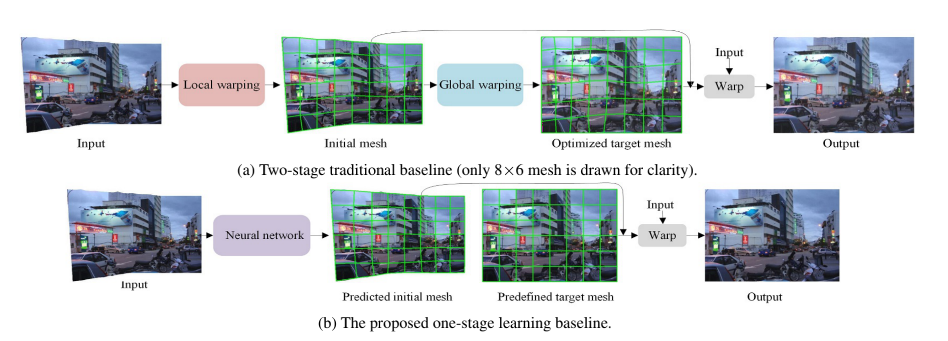 Input
Local warping
Global warping
Warp
Input
Initial mesh
Optimized target mesh
Output
(a) Two-stage traditional baseline (only 8×6 mesh is drawn for clarity).
Input
Neural network
Warp
Input
Predicted initial mesh
Predefined target mesh
Output
(b) The proposed one-stage learning baseline.